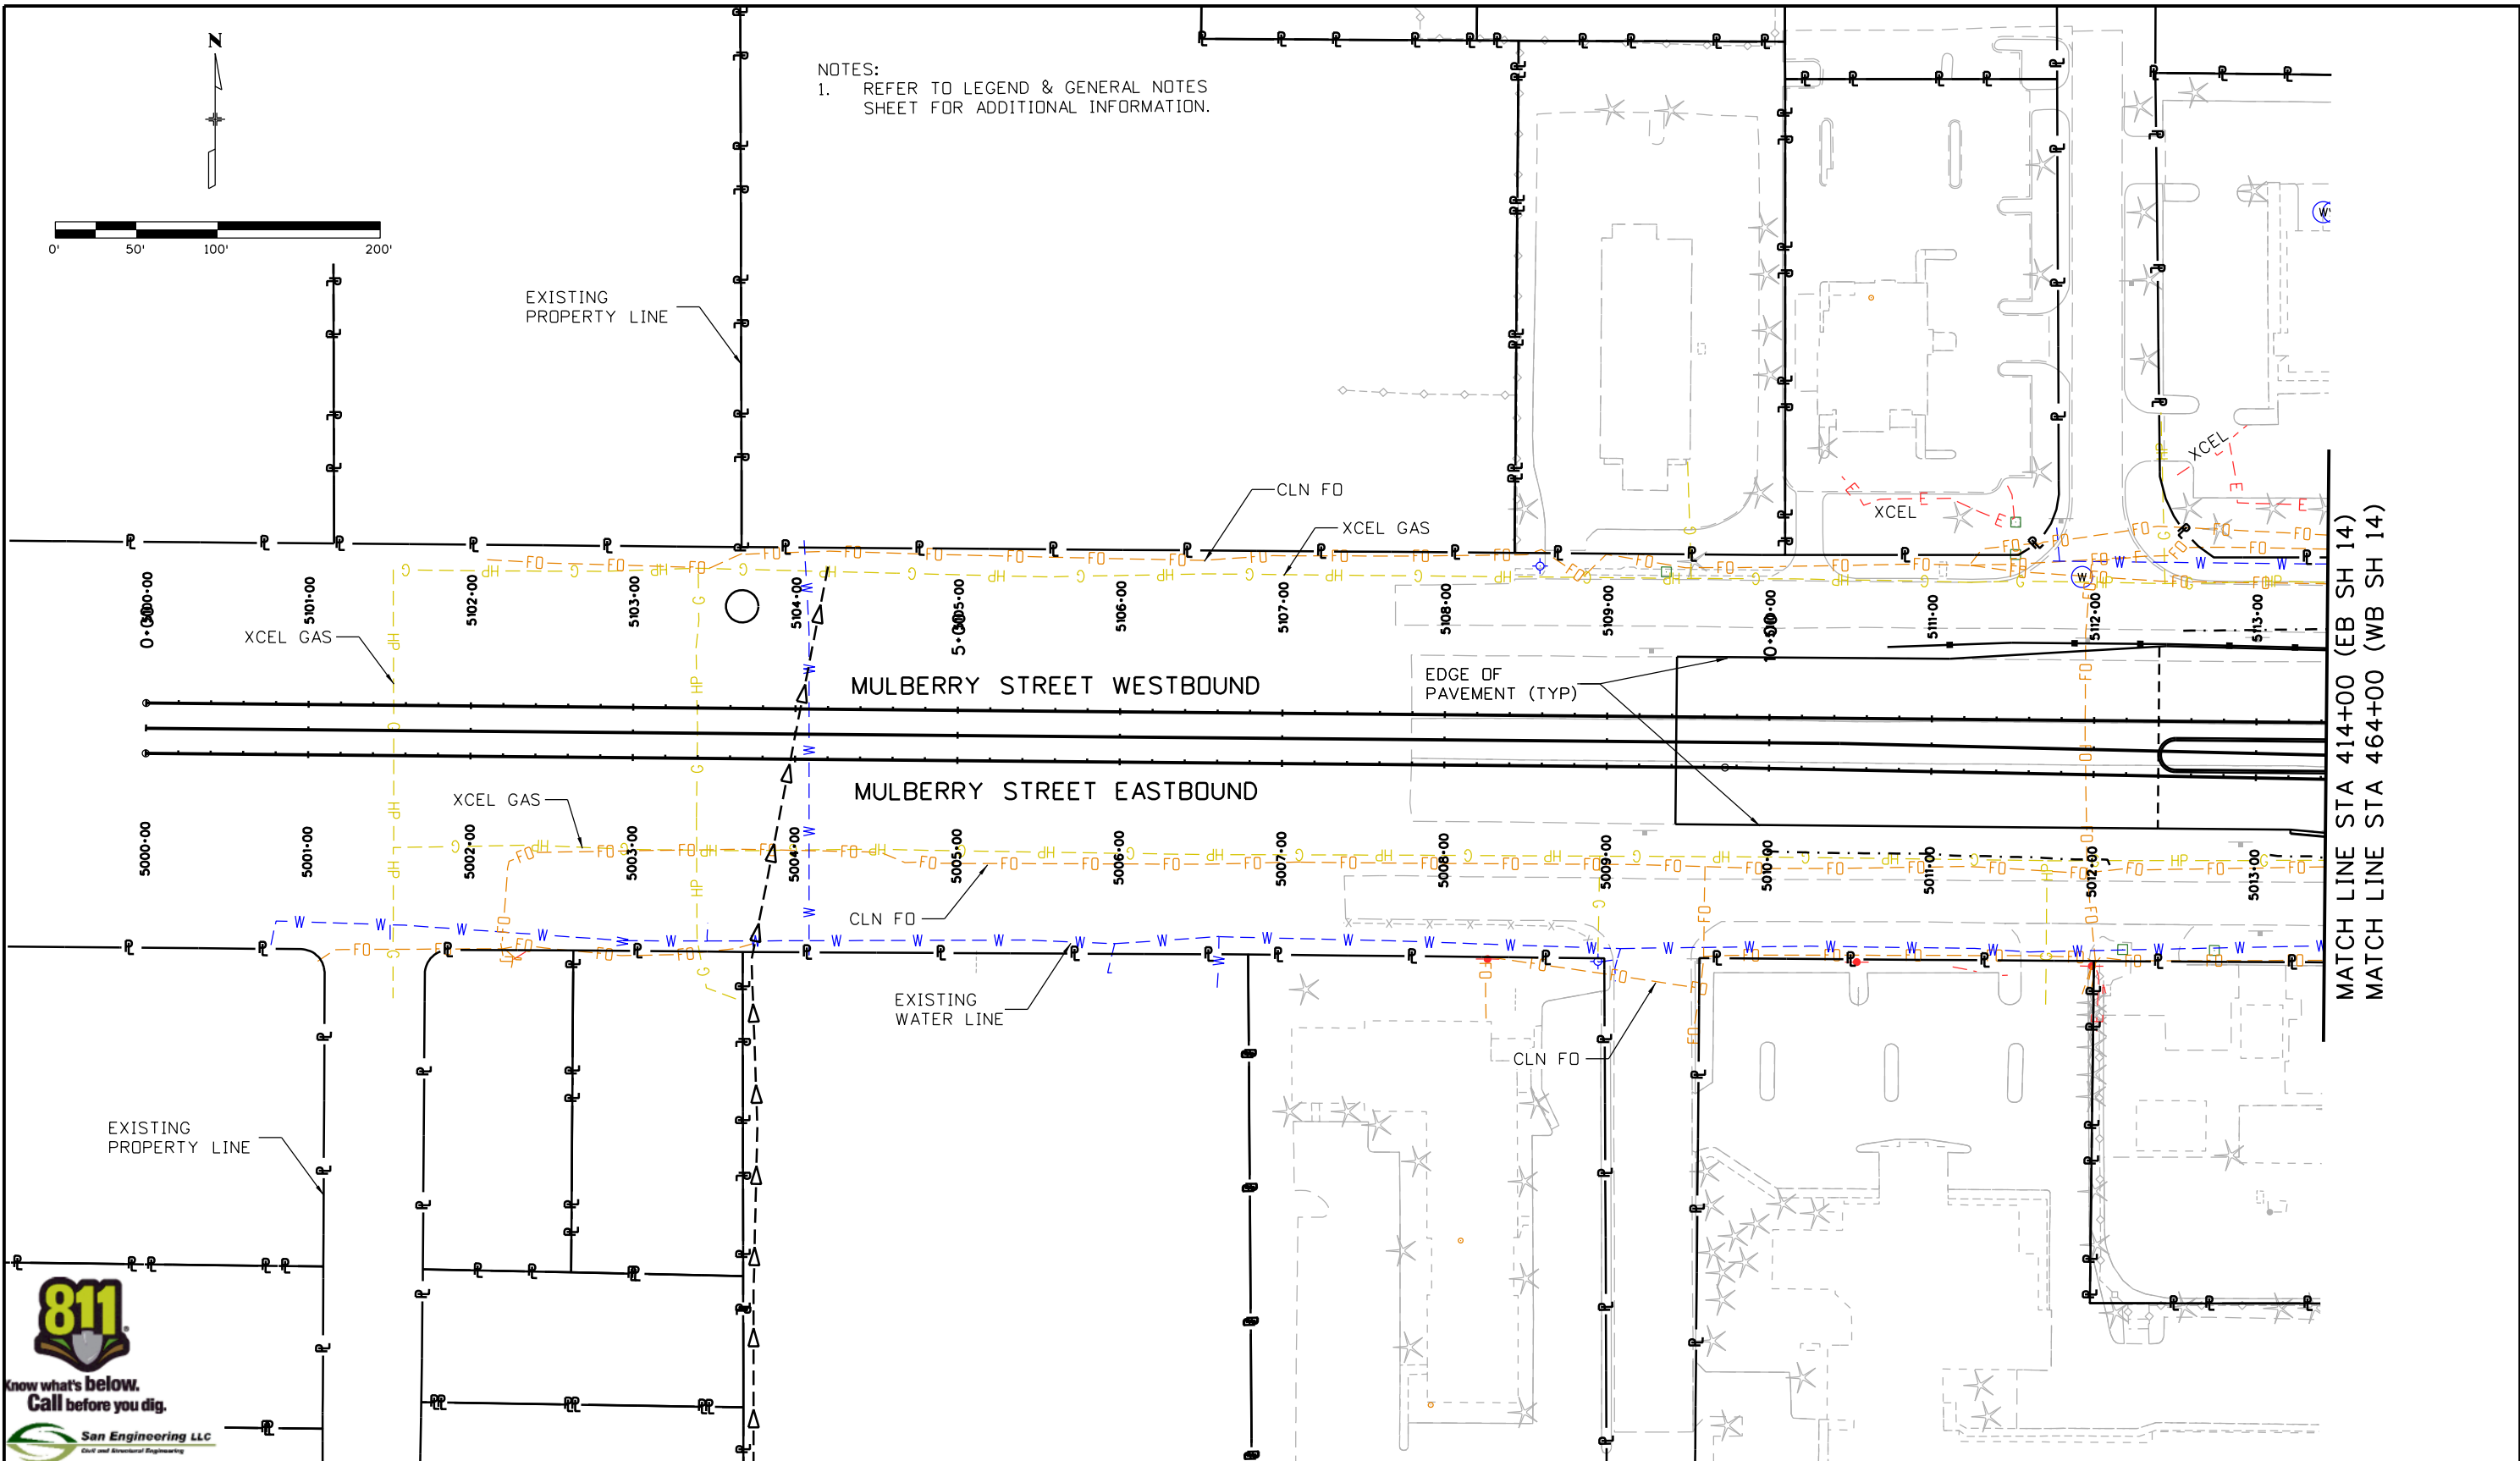 N
0' 50' 100' 200'
NOTES:
1. REFER TO LEGEND & GENERAL NOTES
SHEET FOR ADDITIONAL INFORMATION.
EXISTING
PROPERTY LINE
CLN FO
XCEL GAS
XCEL
XCEL
XCEL GAS
5101+00
5102+00
5103+00
5104+00
5106+00
5107+00
5108+00
5109+00
5111+00
5112+00
5113+00
MULBERRY STREET WESTBOUND
EDGE OF
PAVEMENT (TYP)
MULBERRY STREET EASTBOUND
XCEL GAS
5000+00
5001+00
5002+00
5003+00
5004+00
5005+00
5006+00
5007+00
5008+00
5009+00
5010+00
5011+00
5012+00
5013+00
CLN FO
EXISTING
WATER LINE
CLN FO
EXISTING
PROPERTY LINE
MATCH LINE STA 414+00 (EB SH 14)
MATCH LINE STA 464+00 (WB SH 14)
811
Know what's below.
Call before you dig.
San Engineering LLC
Civil and Structural Engineering